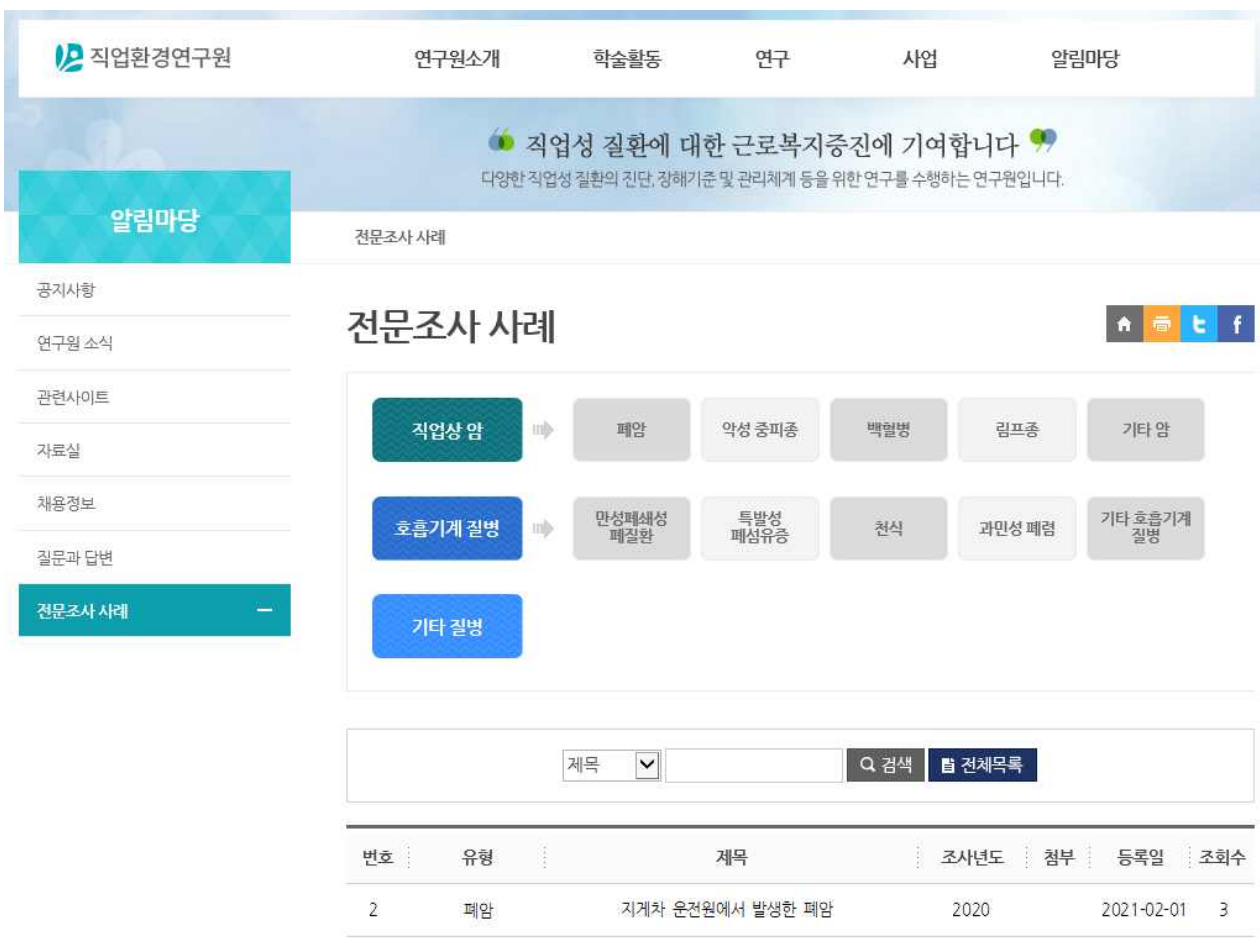 직업환경연구원
연구원소개 학술활동 연구 사업 알림마당
직업성 질환에 대한 근로복지증진에 기여합니다
다양한 직업성 질환의 진단, 장해기준 및 관리체계 등을 위한 연구를 수행하는 연구원입니다.
알림마당
공지사항
연구원 소식
관련사이트
자료실
채용정보
질문과 답변
전문조사 사례
전문조사 사례
전문조사 사례
직업상 암 폐암 악성 중피종 백혈병 림프종 기타 암
호흡기계 질병
만성폐쇄성
폐질환
특발성
폐섬유증
천식
과민성 폐렴
기타 호흡기계
질병
기타 질병
제목 검색 전체목록
번호 유형 제목 조사년도 첨부 등록일 조회수
2 폐암 지게차 운전원에서 발생한 폐암 2020 2021-02-01 3